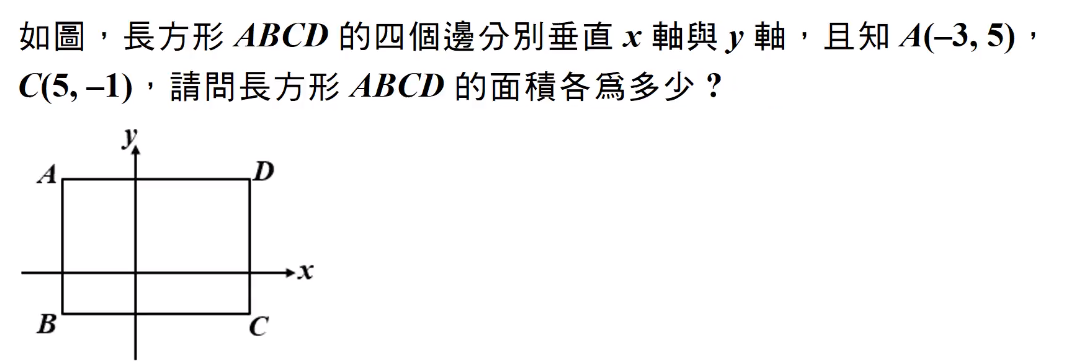 如圖，長方形 ABCD 的四個邊分別垂直 x 軸與 y 軸，且知 A(–3, 5)，
C(5, –1)，請問長方形 ABCD 的面積各為多少？
y
A
D
x
B
C